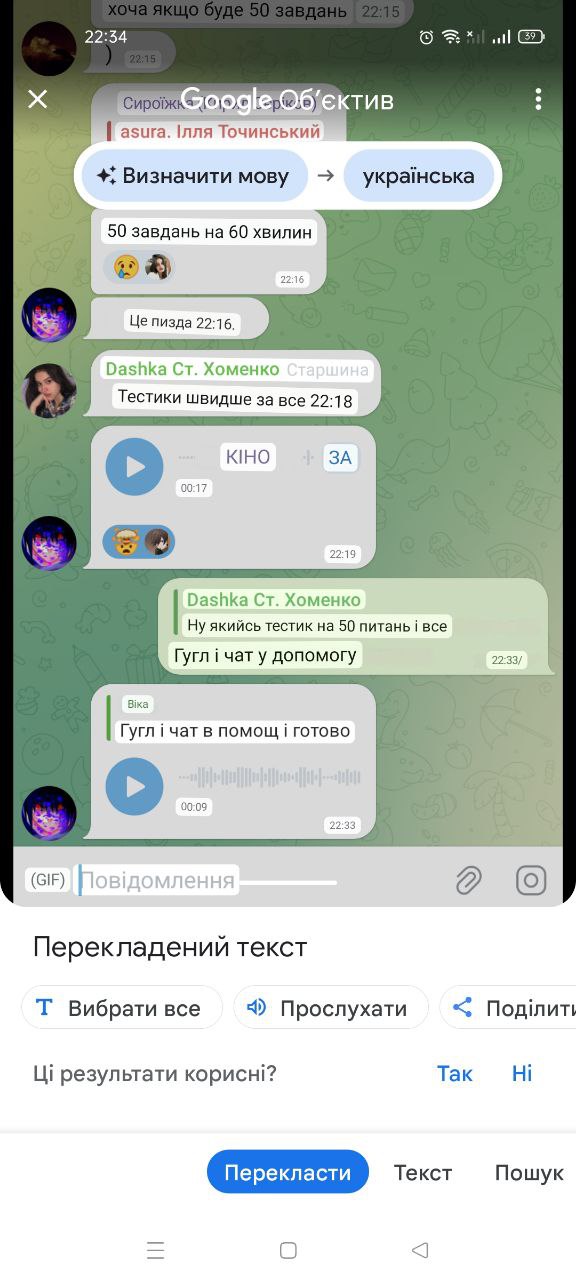 хоча якщо буде 50 завдань 22:15
22:34
39
) 22:15
Google Об'єктив
asura. Ілля Точинський
Визначити мову → українська
50 завдань на 60 хвилин
22:16
Це пизда 22:16.
Dashka Ст. Хоменко Старшина
Тестики швидше за все 22:18
КІНО ЗА
00:17
22:19
Dashka Ст. Хоменко
Ну якийсь тестик на 50 питань і все
Гугл і чат у допомогу
22:33/
Віка
Гугл і чат в помощ і готово
00:09
22:33
(GIF) Повідомлення
Перекладений текст
Вибрати все Прослухати Поділити
Ці результати корисні? Так Ні
Перекласти Текст Пошук